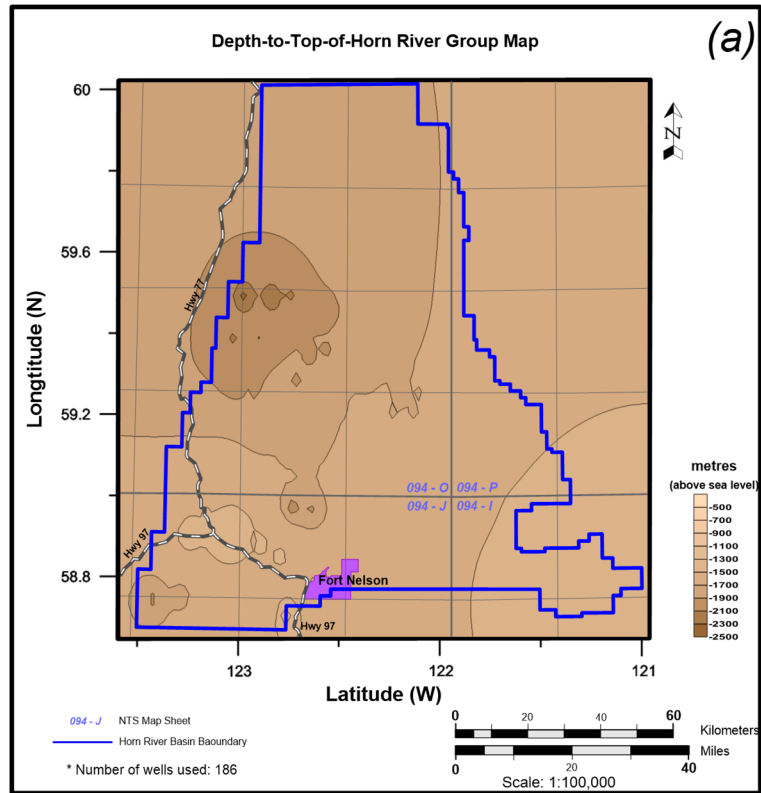 Depth-to-Top-of-Horn River Group Map
(a)
60
59.6
59.2
58.8
Longtitude (N)
N
Hwy 77
Hwy 97
Hwy 97
094 - O
094 - P
094 - J
094 - I
Fort Nelson
metres
(above sea level)
-500
-700
-900
-1100
-1300
-1500
-1700
-1900
-2100
-2300
-2500
123
122
121
Latitude (W)
094 - J NTS Map Sheet
Horn River Basin Baoundary
* Number of wells used: 186
0 20 40 60
Kilometers
Miles
0 20 40
Scale: 1:100,000